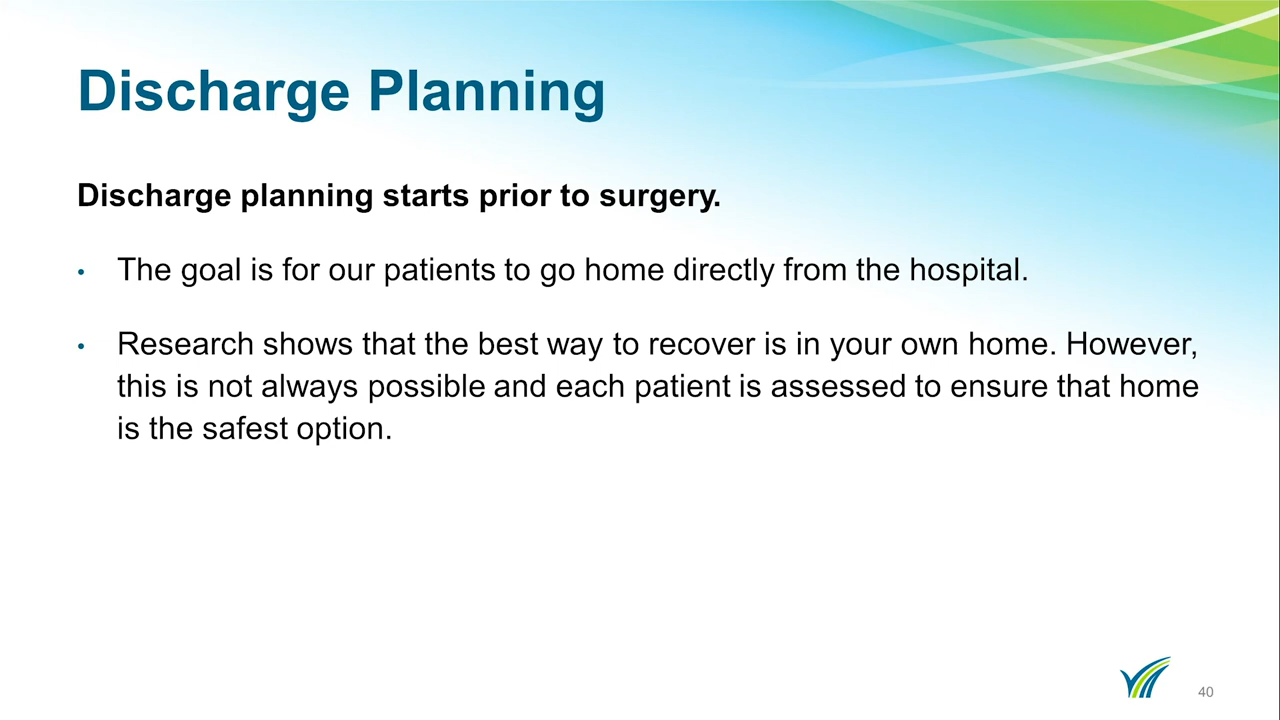 Discharge Planning
Discharge planning starts prior to surgery.
• The goal is for our patients to go home directly from the hospital.
• Research shows that the best way to recover is in your own home. However,
this is not always possible and each patient is assessed to ensure that home
is the safest option.
40